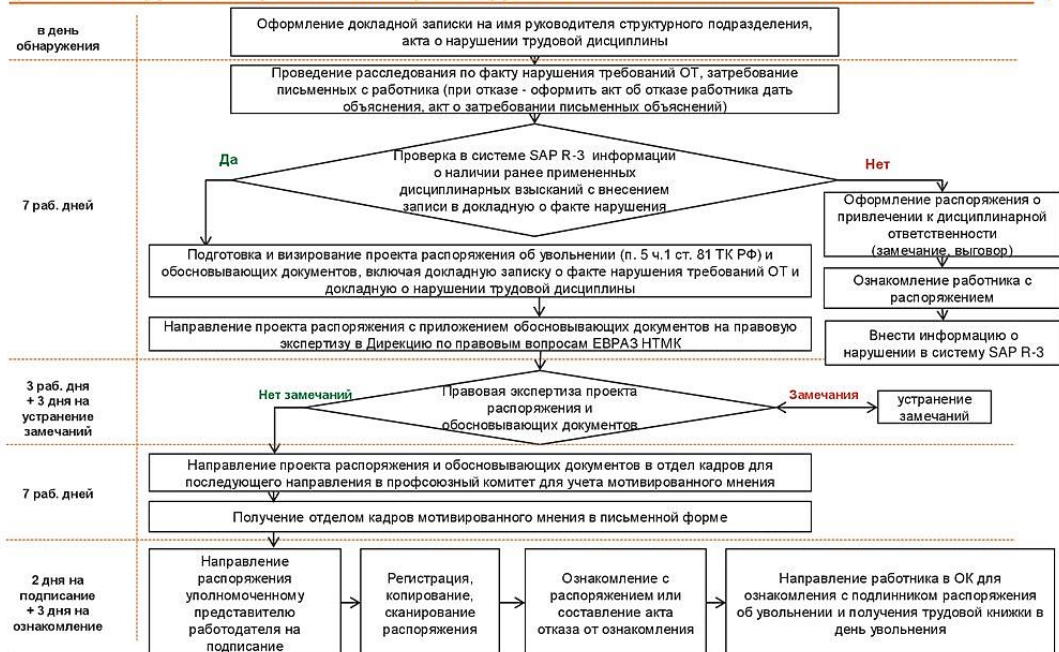 в день
обнаружения
Оформление докладной записки на имя руководителя структурного подразделения,
акта о нарушении трудовой дисциплины
7 раб. дней
Проведение расследования по факту нарушения требований ОТ, затребование
письменных с работника (при отказе - оформить акт об отказе работника дать
объяснения, акт о затребовании письменных объяснений)
Да
Проверка в системе SAP R-3 информации
о наличии ранее примененных
дисциплинарных взысканий с внесением
записи в докладную о факте нарушения
Нет
Оформление распоряжения о
привлечении к дисциплинарной
ответственности
(замечание, выговор)
Ознакомление работника с
распоряжением
Внести информацию о
нарушении в систему SAP R-3
Подготовка и визирование проекта распоряжения об увольнении (п. 5 ч.1 ст. 81 ТК РФ) и
обосновывающих документов, включая докладную записку о факте нарушения требований ОТ и
докладную о нарушении трудовой дисциплины
Направление проекта распоряжения с приложением обосновывающих документов на правовую
экспертизу в Дирекцию по правовым вопросам ЕВРАЗ НТМК
3 раб. дня
+ 3 дня на
устранение
замечаний
Нет замечаний
Правовая экспертиза проекта
распоряжения и
обосновывающих документов
Замечания
устранение
замечаний
7 раб. дней
Направление проекта распоряжения и обосновывающих документов в отдел кадров для
последующего направления в профсоюзный комитет для учета мотивированного мнения
Получение отделом кадров мотивированного мнения в письменной форме
2 дня на
подписание
+ 3 дня на
ознакомление
Направление
распоряжения
уполномоченному
представителю
работодателя на
подписание
Регистрация,
копирование,
сканирование
распоряжения
Ознакомление с
распоряжением или
составление акта
отказа от ознакомления
Направление работника в ОК для
ознакомления с подлинником распоряжения
об увольнении и получения трудовой книжки в
день увольнения